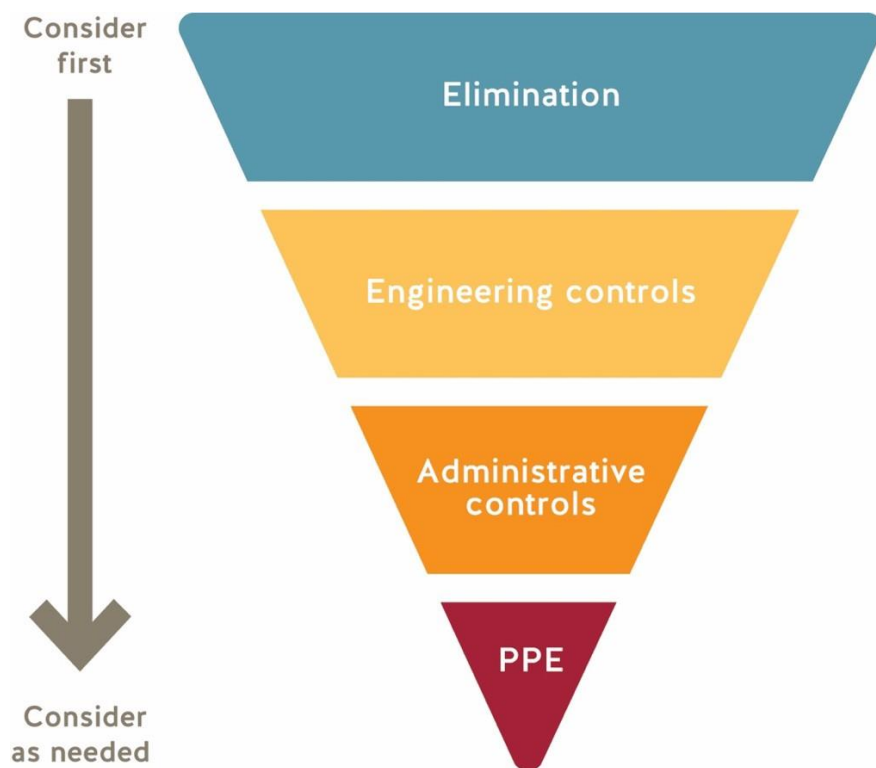 Consider
first
Elimination
Engineering controls
Administrative
controls
PPE
Consider
as needed